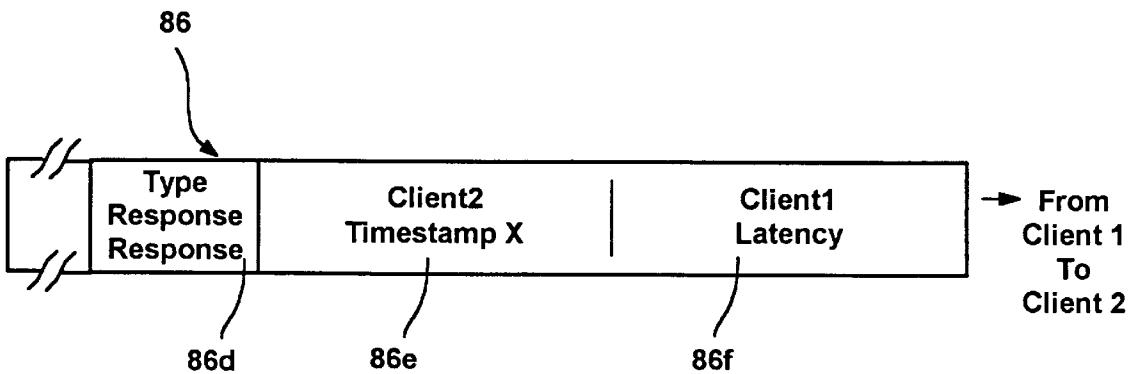 86
Type
Response
Response
Client2
Timestamp X
Client1
Latency
From
Client 1
To
Client 2
86d
86e
86f